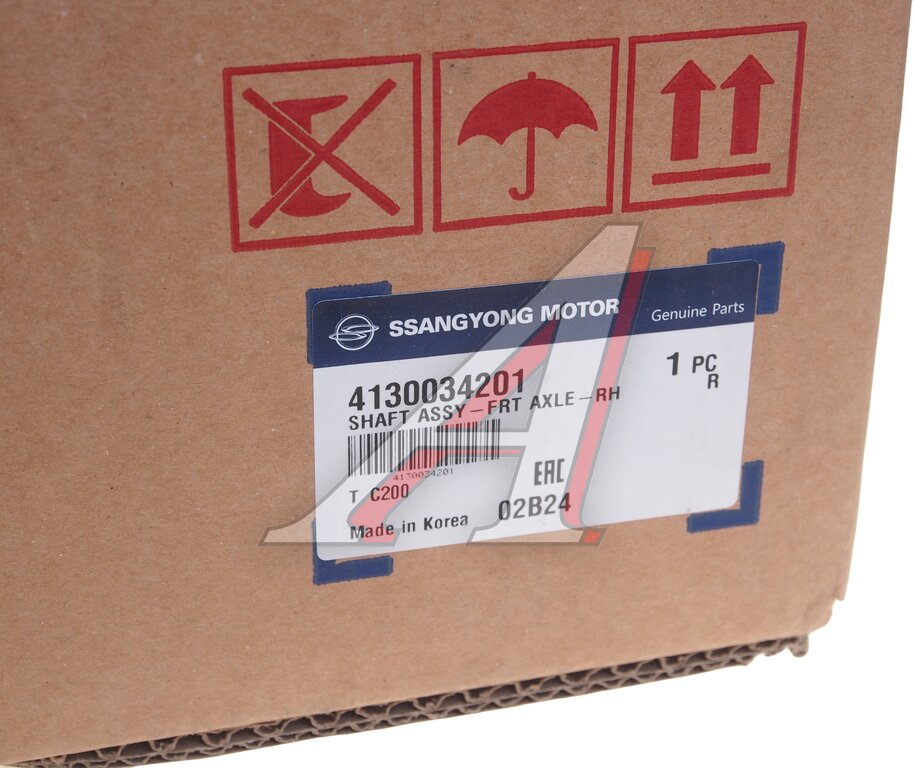 SSANGYONG MOTOR Genuine Parts
4130034201 1 PC
SHAFT ASSY-FRT AXLE-RH R
4130034201
T C200 EAC
Made in Korea 02B24